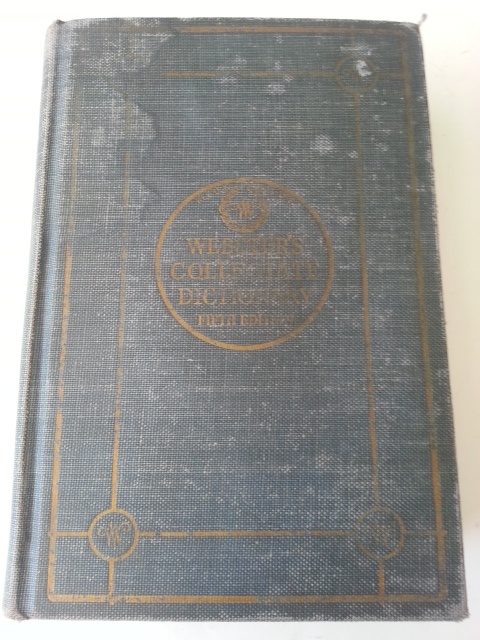 W
WEBSTER'S
COLLEGIATE
DICTIONARY
FIFTH EDITION
W
W